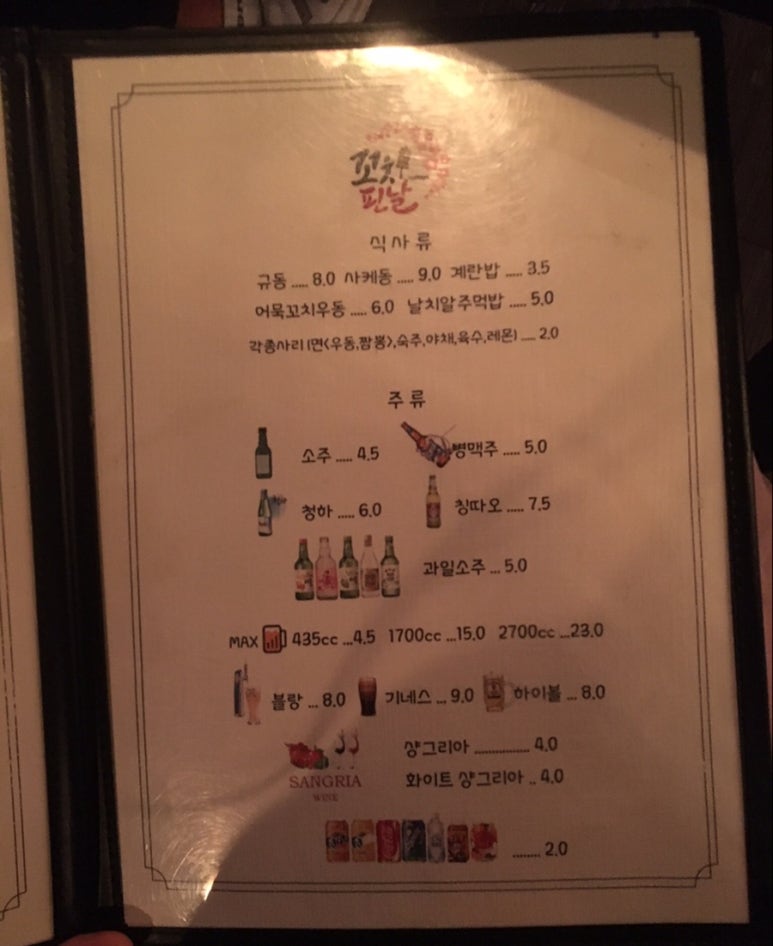 꼬치
핀날
식사류
규동 ..... 8.0 사케동 ..... 9.0 계란밥 ..... 3.5
어묵꼬치우동 ..... 6.0 날치알주먹밥 ..... 5.0
각종사리(면<우동,짬뽕>,숙주,야채,육수,레몬) ..... 2.0
주류
소주 ..... 4.5 병맥주 ..... 5.0
청하 ..... 6.0 칭따오 ..... 7.5
과일소주 ... 5.0
MAX 435cc ...4.5 1700cc ...15.0 2700cc ...23.0
블랑 ... 8.0 기네스 ... 9.0 하이볼 ... 8.0
샹그리아 ............... 4.0
SANGRIA
화이트 샹그리아 .. 4.0
WINE
........ 2.0